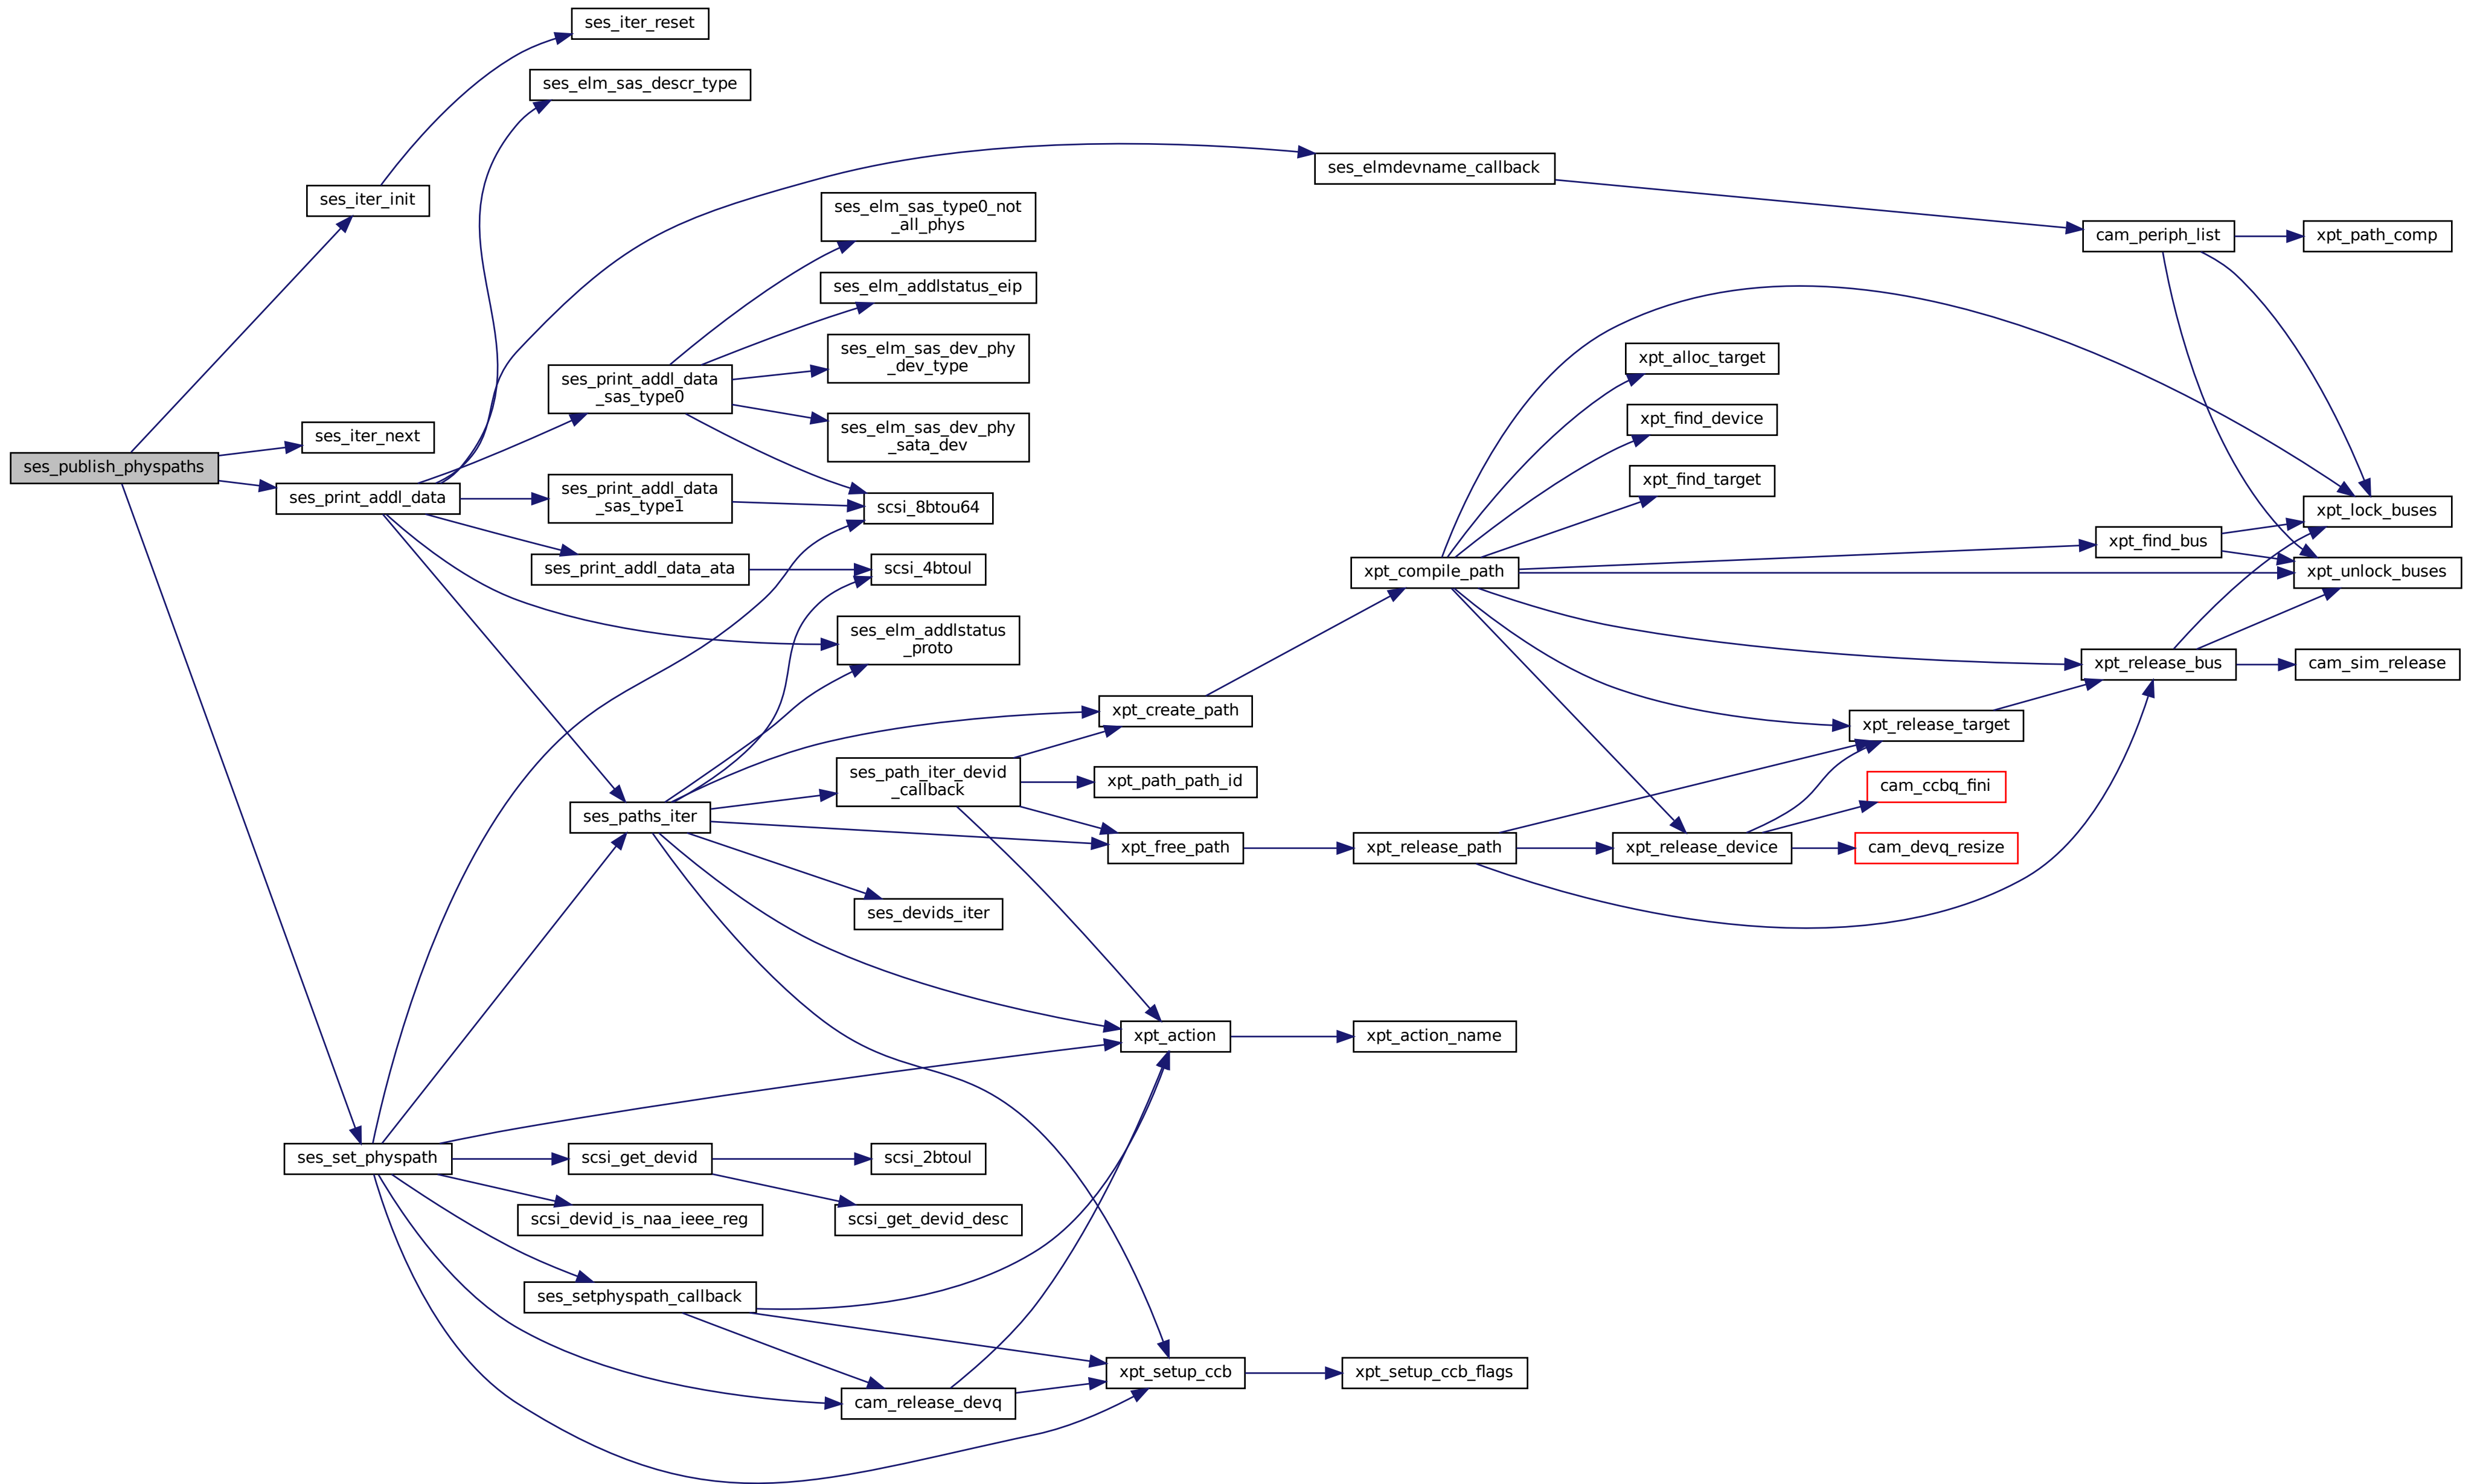 ses_iter_reset
ses_elm_sas_descr_type
ses_elmdevname_callback
ses_iter_init
ses_elm_sas_type0_not
_all_phys
cam_periph_list
xpt_path_comp
ses_elm_addlstatus_eip
ses_elm_sas_dev_phy
_dev_type
xpt_alloc_target
ses_print_addl_data
_sas_type0
xpt_find_device
ses_iter_next
ses_elm_sas_dev_phy
_sata_dev
ses_publish_physpaths
xpt_find_target
ses_print_addl_data
ses_print_addl_data
_sas_type1
scsi_8btou64
xpt_lock_buses
xpt_find_bus
ses_print_addl_data_ata
scsi_4btoul
xpt_compile_path
xpt_unlock_buses
ses_elm_addlstatus
_proto
xpt_release_bus
cam_sim_release
xpt_create_path
xpt_release_target
ses_path_iter_devid
_callback
xpt_path_path_id
cam_ccbq_fini
ses_paths_iter
xpt_free_path
xpt_release_path
xpt_release_device
cam_devq_resize
ses_devids_iter
xpt_action
xpt_action_name
ses_set_physpath
scsi_get_devid
scsi_2btoul
scsi_devid_is_naa_ieee_reg
scsi_get_devid_desc
ses_setphyspath_callback
xpt_setup_ccb
xpt_setup_ccb_flags
cam_release_devq